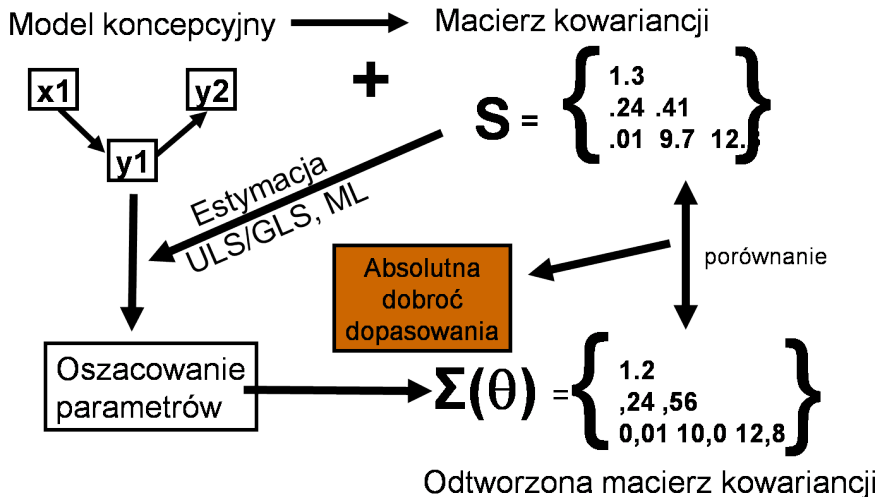 Model koncepcyjny
Macierz kowariancji
x1
y2
y1
+
S =
{
1.3
.24 .41
.01 9.7 12.
}
Estymacja
ULS/GLS, ML
Absolutna
dobroć
dopasowania
porównanie
Oszacowanie
parametrów
Σ(θ) =
{
1.2
,24 ,56
0,01 10,0 12,8
}
Odtworzona macierz kowariancji